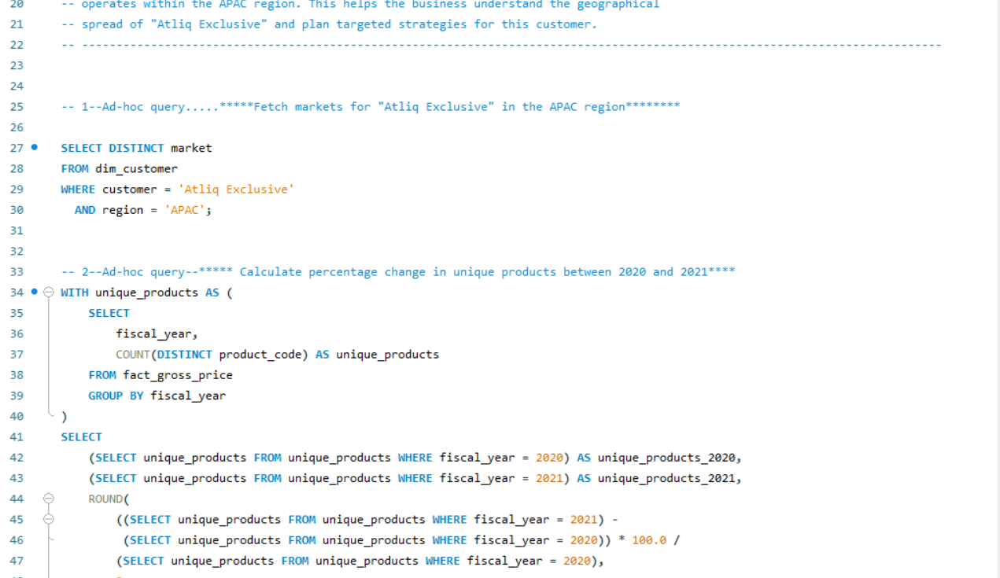 20 -- operates within the APAC region. This helps the business understand the geographical
21 -- spread of "Atliq Exclusive" and plan targeted strategies for this customer.
22 -- -----------------------------------------------------------------------------------------------------------------------------
23
24
25 -- 1--Ad-hoc query.....*****Fetch markets for "Atliq Exclusive" in the APAC region********
26
27 SELECT DISTINCT market
28 FROM dim_customer
29 WHERE customer = 'Atliq Exclusive'
30   AND region = 'APAC';
31
32
33 -- 2--Ad-hoc query--***** Calculate percentage change in unique products between 2020 and 2021****
34 WITH unique_products AS (
35     SELECT
36         fiscal_year,
37         COUNT(DISTINCT product_code) AS unique_products
38     FROM fact_gross_price
39     GROUP BY fiscal_year
40 )
41 SELECT
42     (SELECT unique_products FROM unique_products WHERE fiscal_year = 2020) AS unique_products_2020,
43     (SELECT unique_products FROM unique_products WHERE fiscal_year = 2021) AS unique_products_2021,
44     ROUND(
45         ((SELECT unique_products FROM unique_products WHERE fiscal_year = 2021) -
46          (SELECT unique_products FROM unique_products WHERE fiscal_year = 2020)) * 100.0 /
47         (SELECT unique_products FROM unique_products WHERE fiscal_year = 2020),